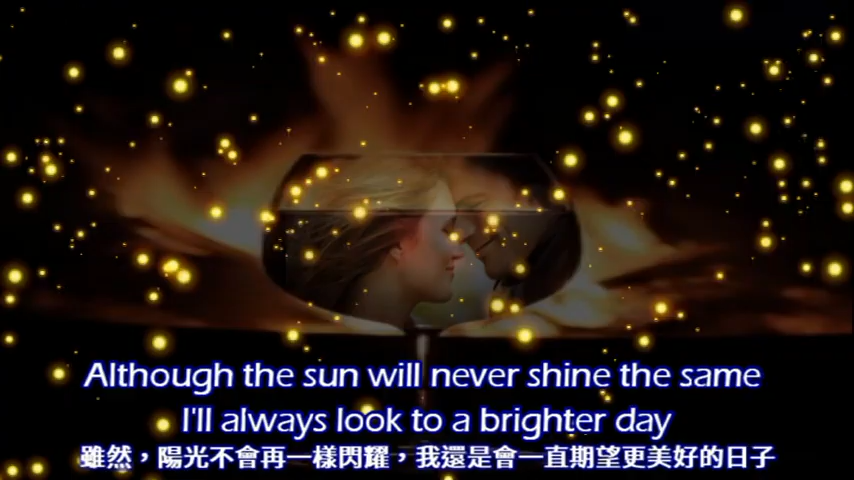 Although the sun will never shine the same
I'll always look to a brighter day
雖然，陽光不會再一樣閃耀，我還是會一直期望更美好的日子